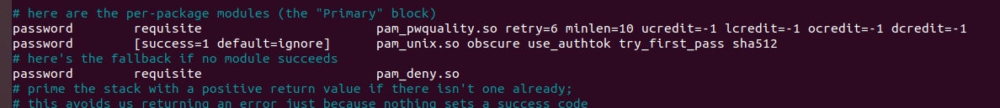 # here are the per-package modules (the "Primary" block)
password requisite pam_pwquality.so retry=6 minlen=10 ucredit=-1 lcredit=-1 ocredit=-1 dcredit=-1
password [success=1 default=ignore] pam_unix.so obscure use_authtok try_first_pass sha512
# here's the fallback if no module succeeds
password requisite pam_deny.so
# prime the stack with a positive return value if there isn't one already;
# this avoids us returning an error just because nothing sets a success code